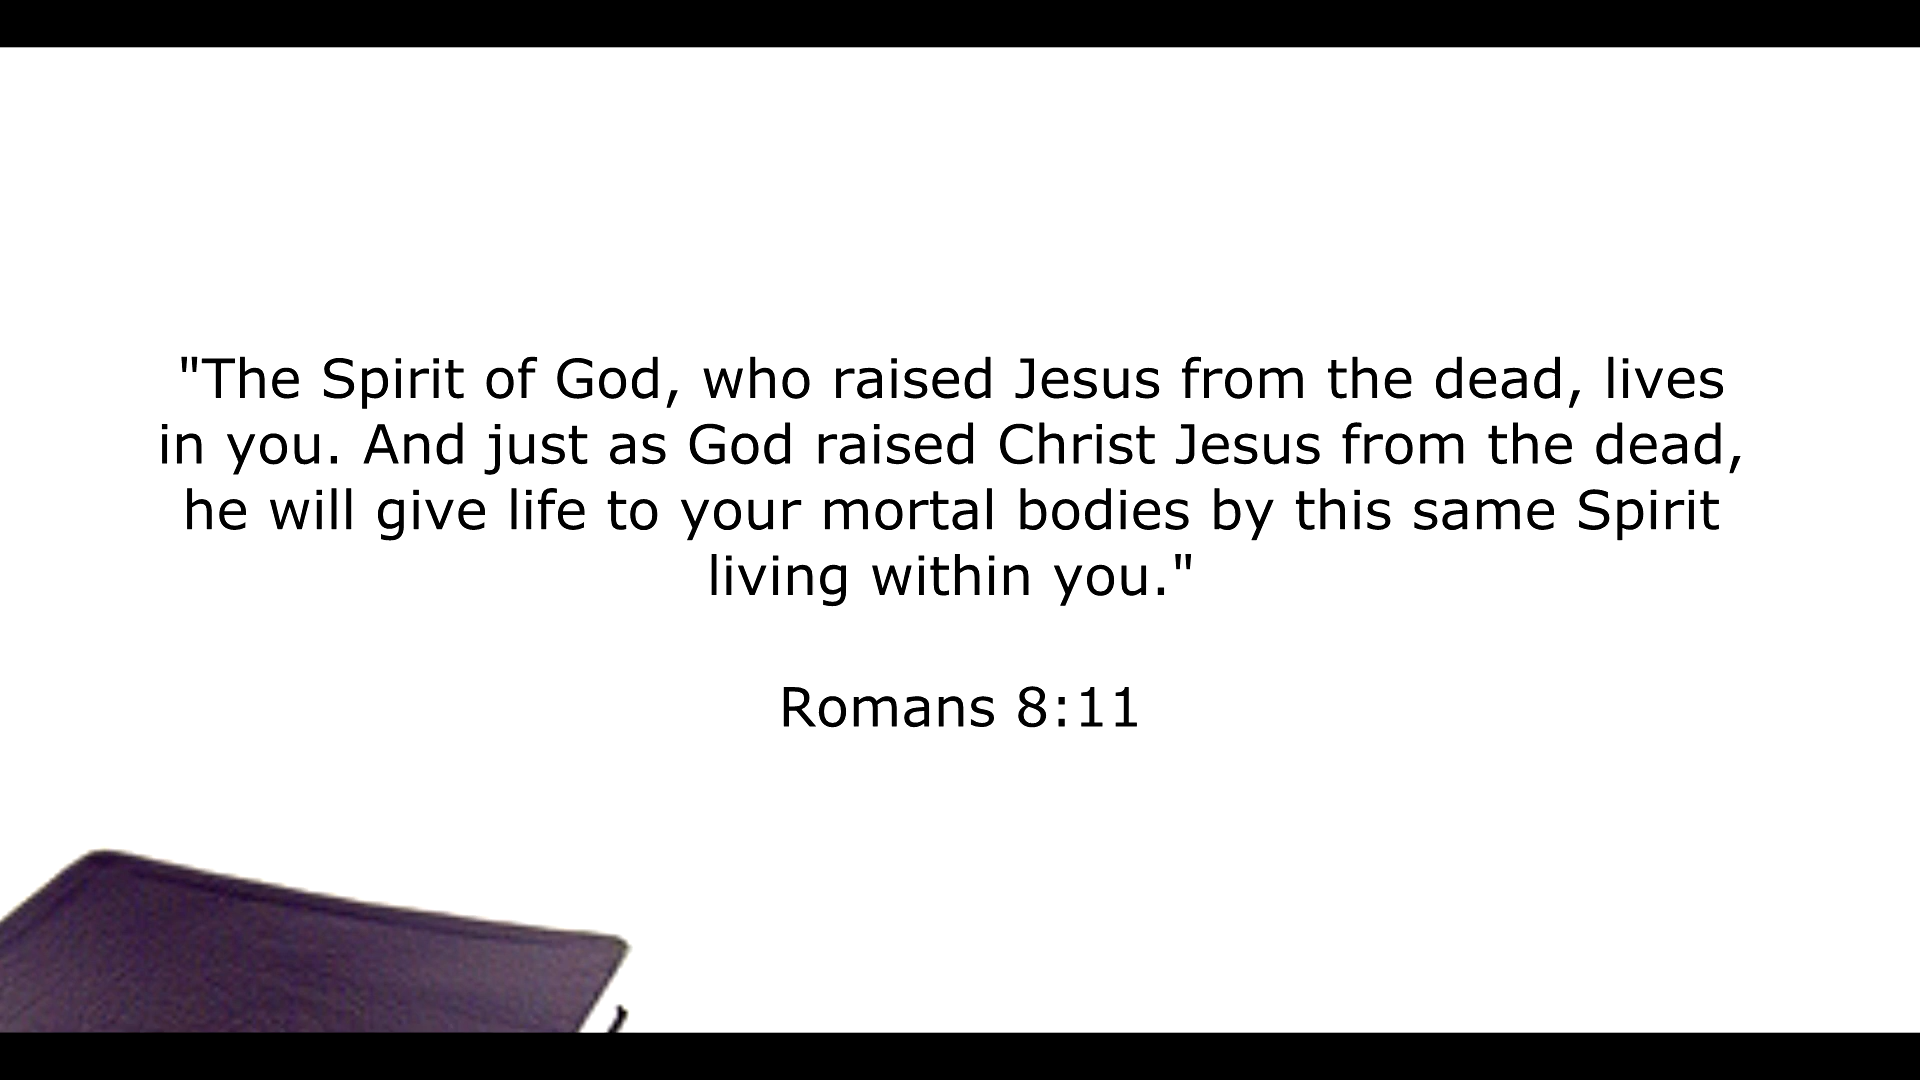 "The Spirit of God, who raised Jesus from the dead, lives
in you. And just as God raised Christ Jesus from the dead,
he will give life to your mortal bodies by this same Spirit
living within you."
Romans 8:11